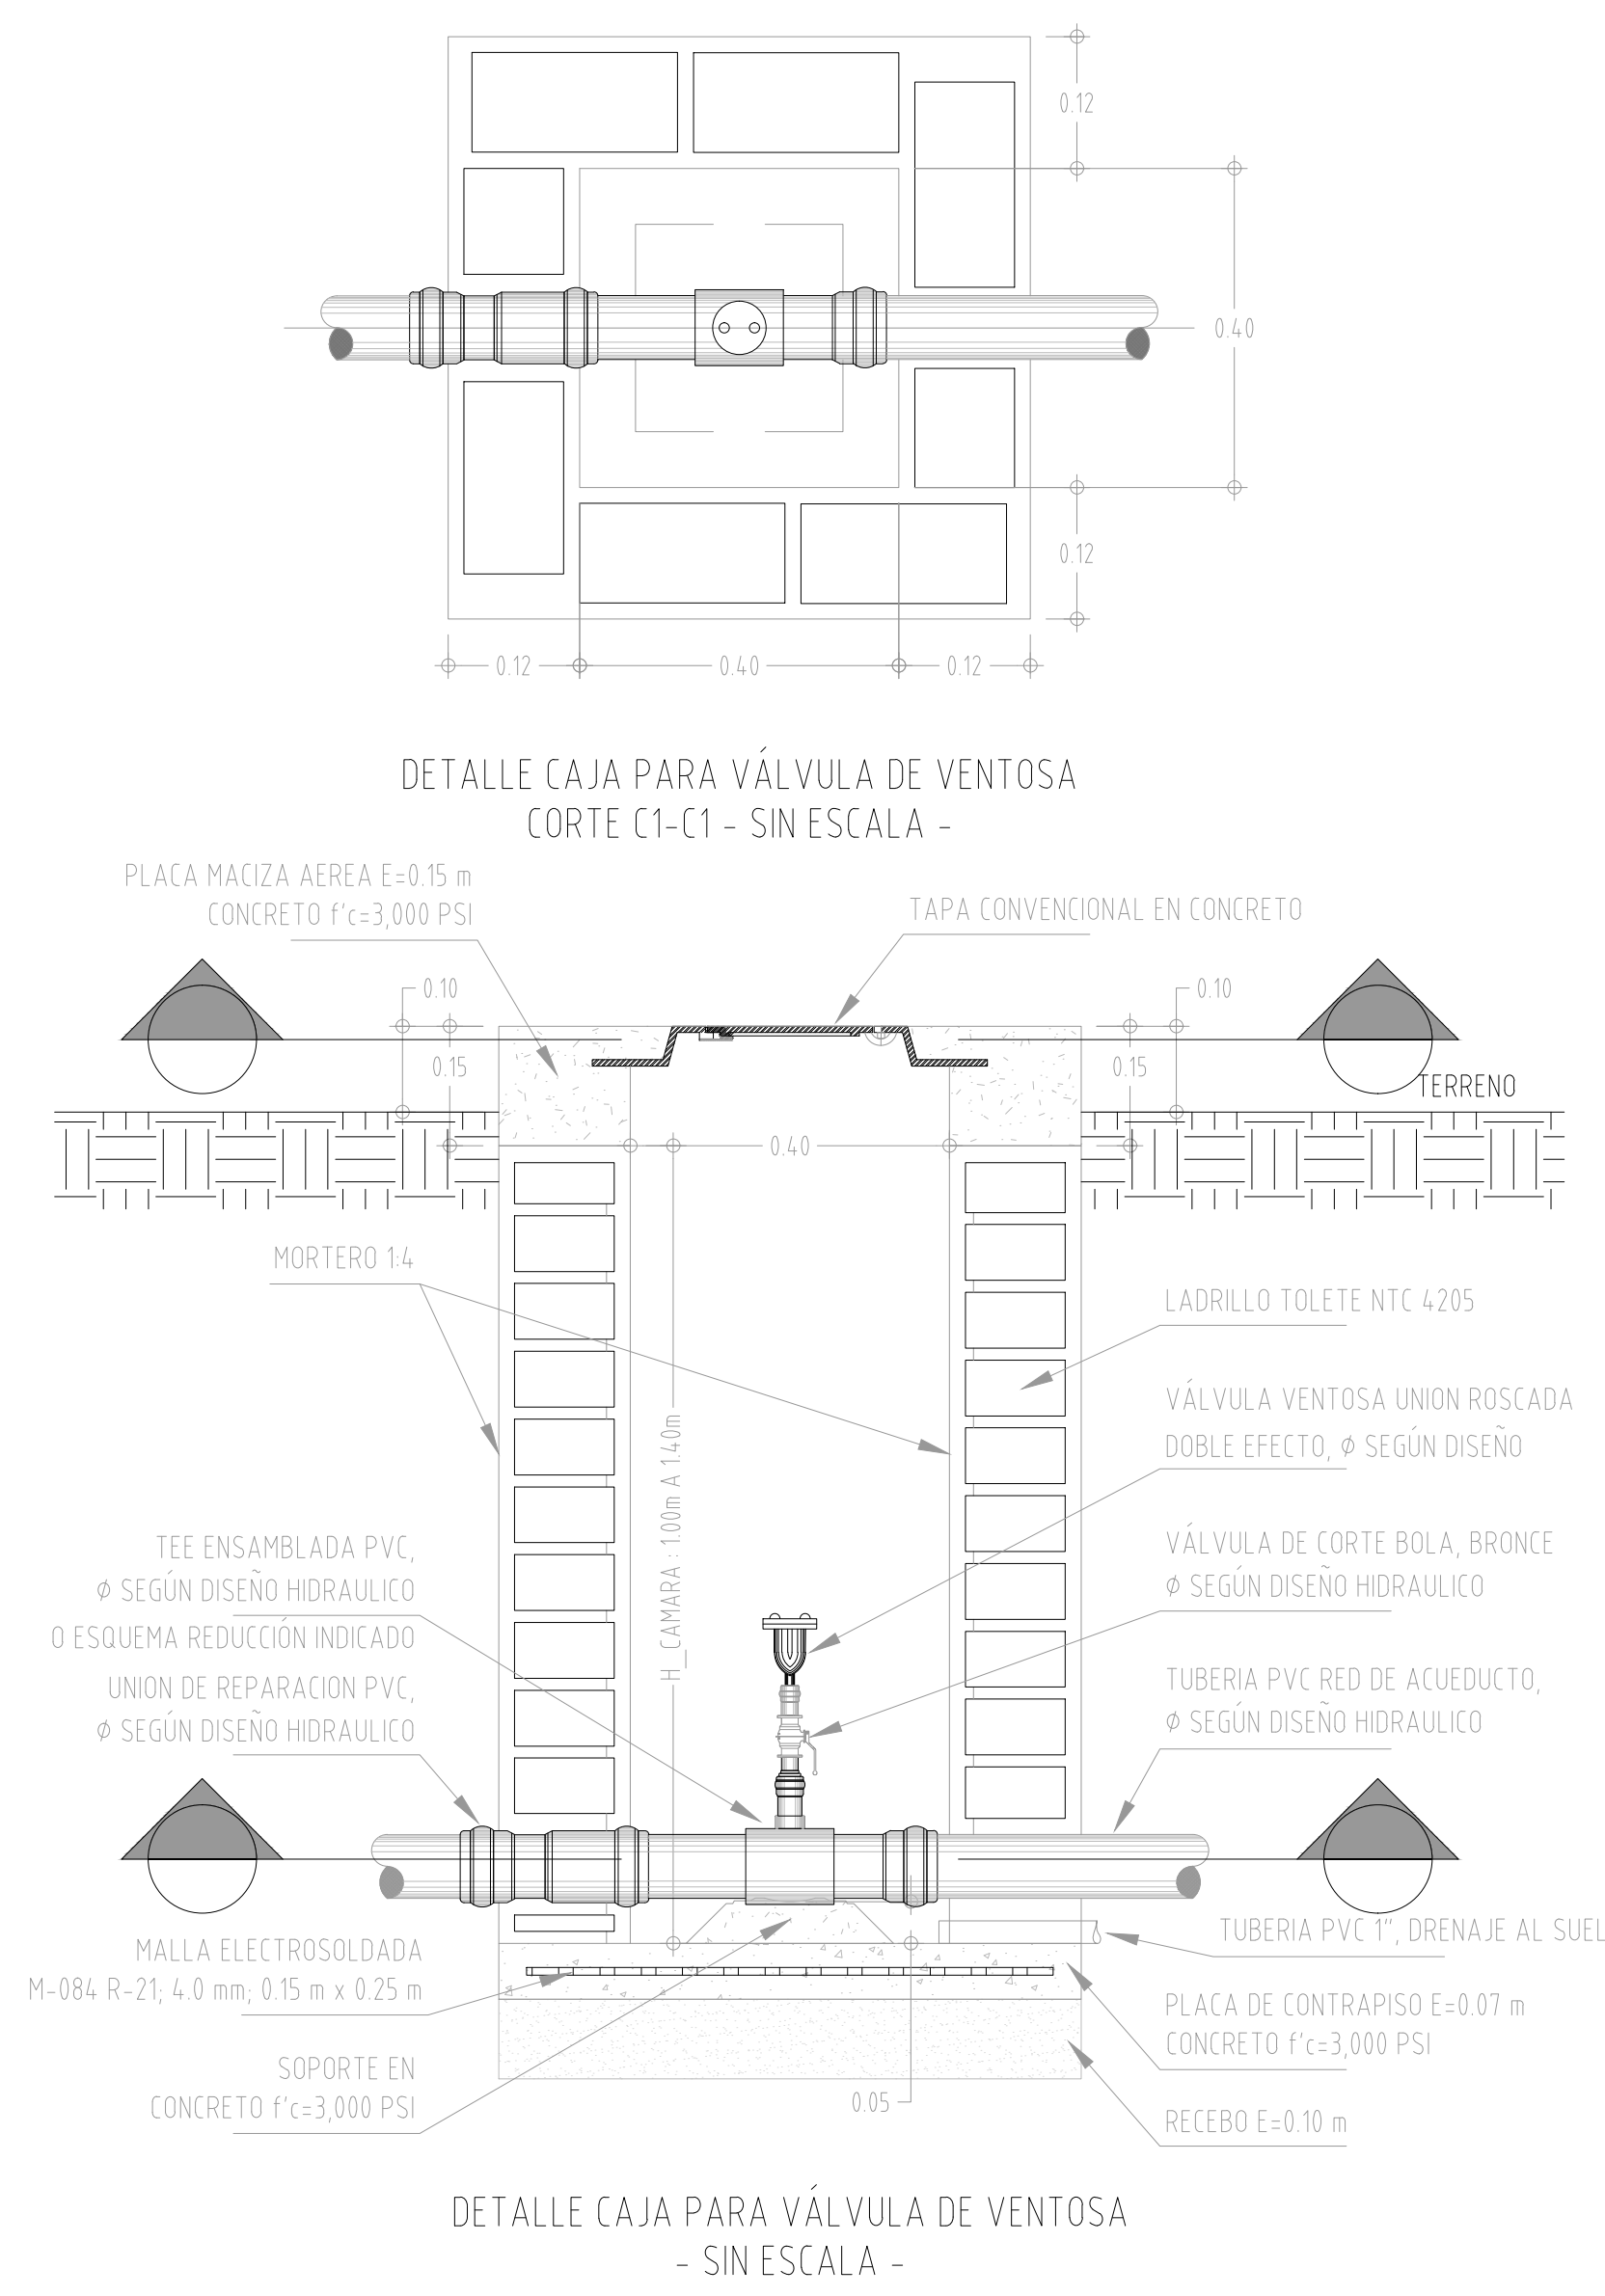 0.12
0.40
0.12
0.12
0.40
0.12
DETALLE CAJA PARA VÁLVULA DE VENTOSA
CORTE C1-C1 - SIN ESCALA -
PLACA MACIZA AEREA E=0.15 m
CONCRETO f'c=3,000 PSI
TAPA CONVENCIONAL EN CONCRETO
0.10
0.10
0.15
0.15
TERRENO
0.40
MORTERO 1:4
LADRILLO TOLETE NTC 4205
VÁLVULA VENTOSA UNION ROSCADA
DOBLE EFECTO, Ø SEGÚN DISEÑO
H_CAMARA : 1.00m A 1.40m
TEE ENSAMBLADA PVC,
Ø SEGÚN DISEÑO HIDRAULICO
O ESQUEMA REDUCCIÓN INDICADO
VÁLVULA DE CORTE BOLA, BRONCE
Ø SEGÚN DISEÑO HIDRAULICO
UNION DE REPARACION PVC,
Ø SEGÚN DISEÑO HIDRAULICO
TUBERIA PVC RED DE ACUEDUCTO,
Ø SEGÚN DISEÑO HIDRAULICO
TUBERIA PVC 1", DRENAJE AL SUEL
MALLA ELECTROSOLDADA
M-084 R-21; 4.0 mm; 0.15 m x 0.25 m
PLACA DE CONTRAPISO E=0.07 m
CONCRETO f'c=3,000 PSI
SOPORTE EN
CONCRETO f'c=3,000 PSI
0.05
RECEBO E=0.10 m
DETALLE CAJA PARA VÁLVULA DE VENTOSA
- SIN ESCALA -